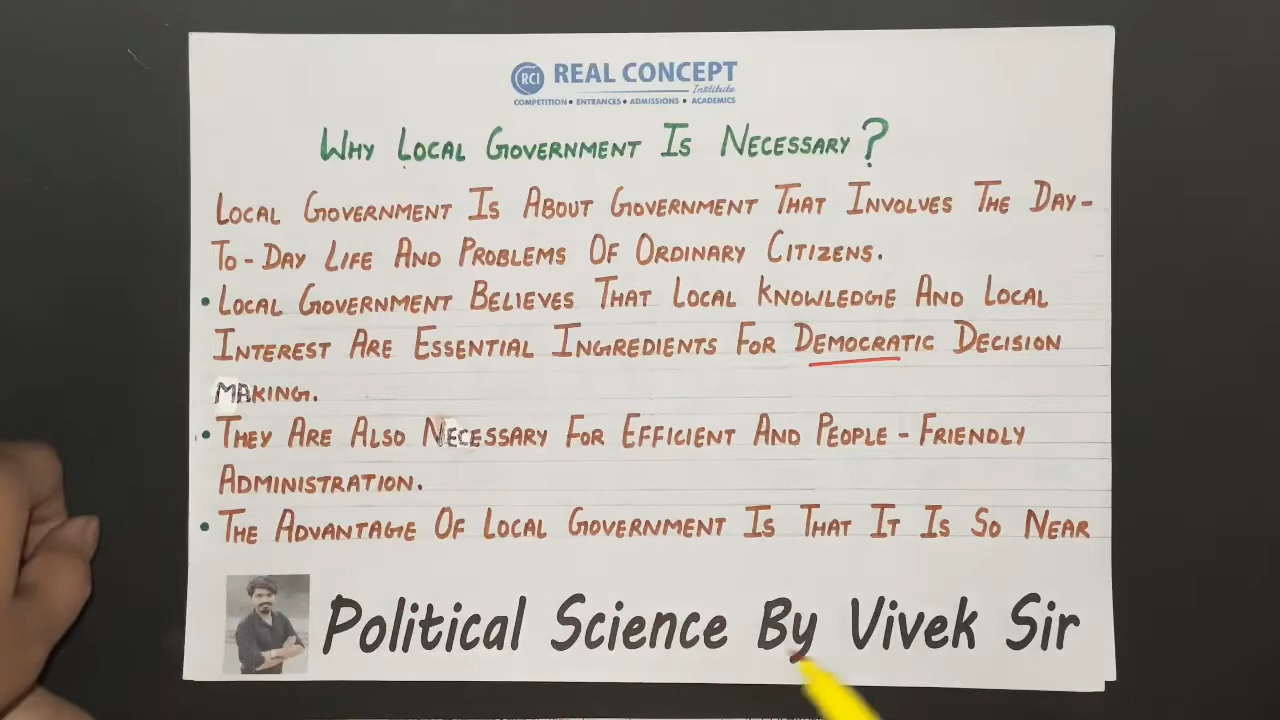 RCI REAL CONCEPT
Institute
COMPETITION • ENTRANCES • ADMISSIONS • ACADEMICS
WHY LOCAL GOVERNMENT IS NECESSARY?
LOCAL GOVERNMENT IS ABOUT GOVERNMENT THAT INVOLVES THE DAY-
TO-DAY LIFE AND PROBLEMS OF ORDINARY CITIZENS.
• LOCAL GOVERNMENT BELIEVES THAT LOCAL KNOWLEDGE AND LOCAL
INTEREST ARE ESSENTIAL INGREDIENTS FOR DEMOCRATIC DECISION
MAKING.
• THEY ARE ALSO NECESSARY FOR EFFICIENT AND PEOPLE-FRIENDLY
ADMINISTRATION.
• THE ADVANTAGE OF LOCAL GOVERNMENT IS THAT IT IS SO NEAR
Political Science By Vivek Sir